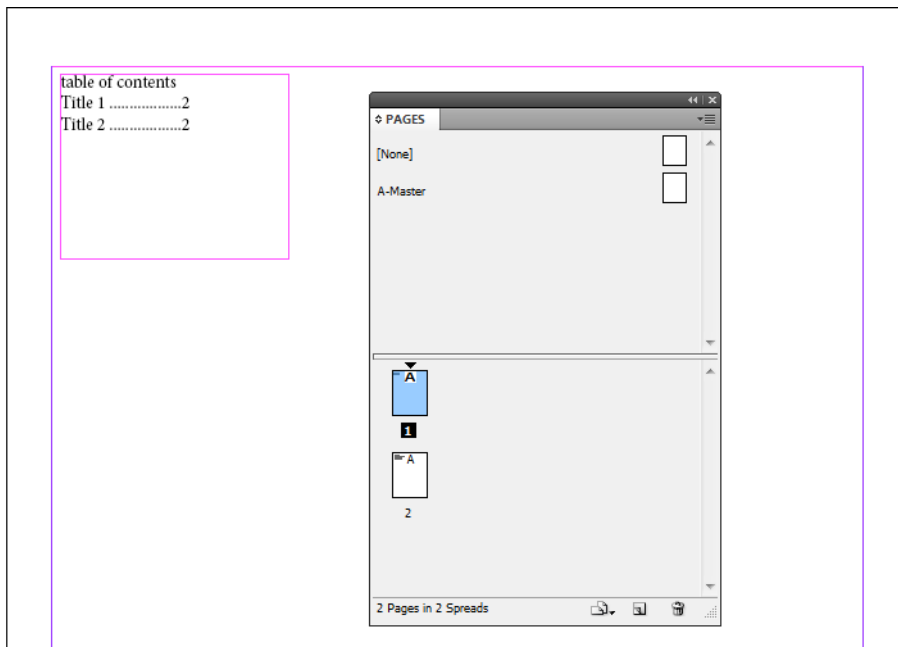 table of contents
Title 1 ..................2
Title 2 ..................2
PAGES
[None]
A-Master
A
1
A
2
2 Pages in 2 Spreads